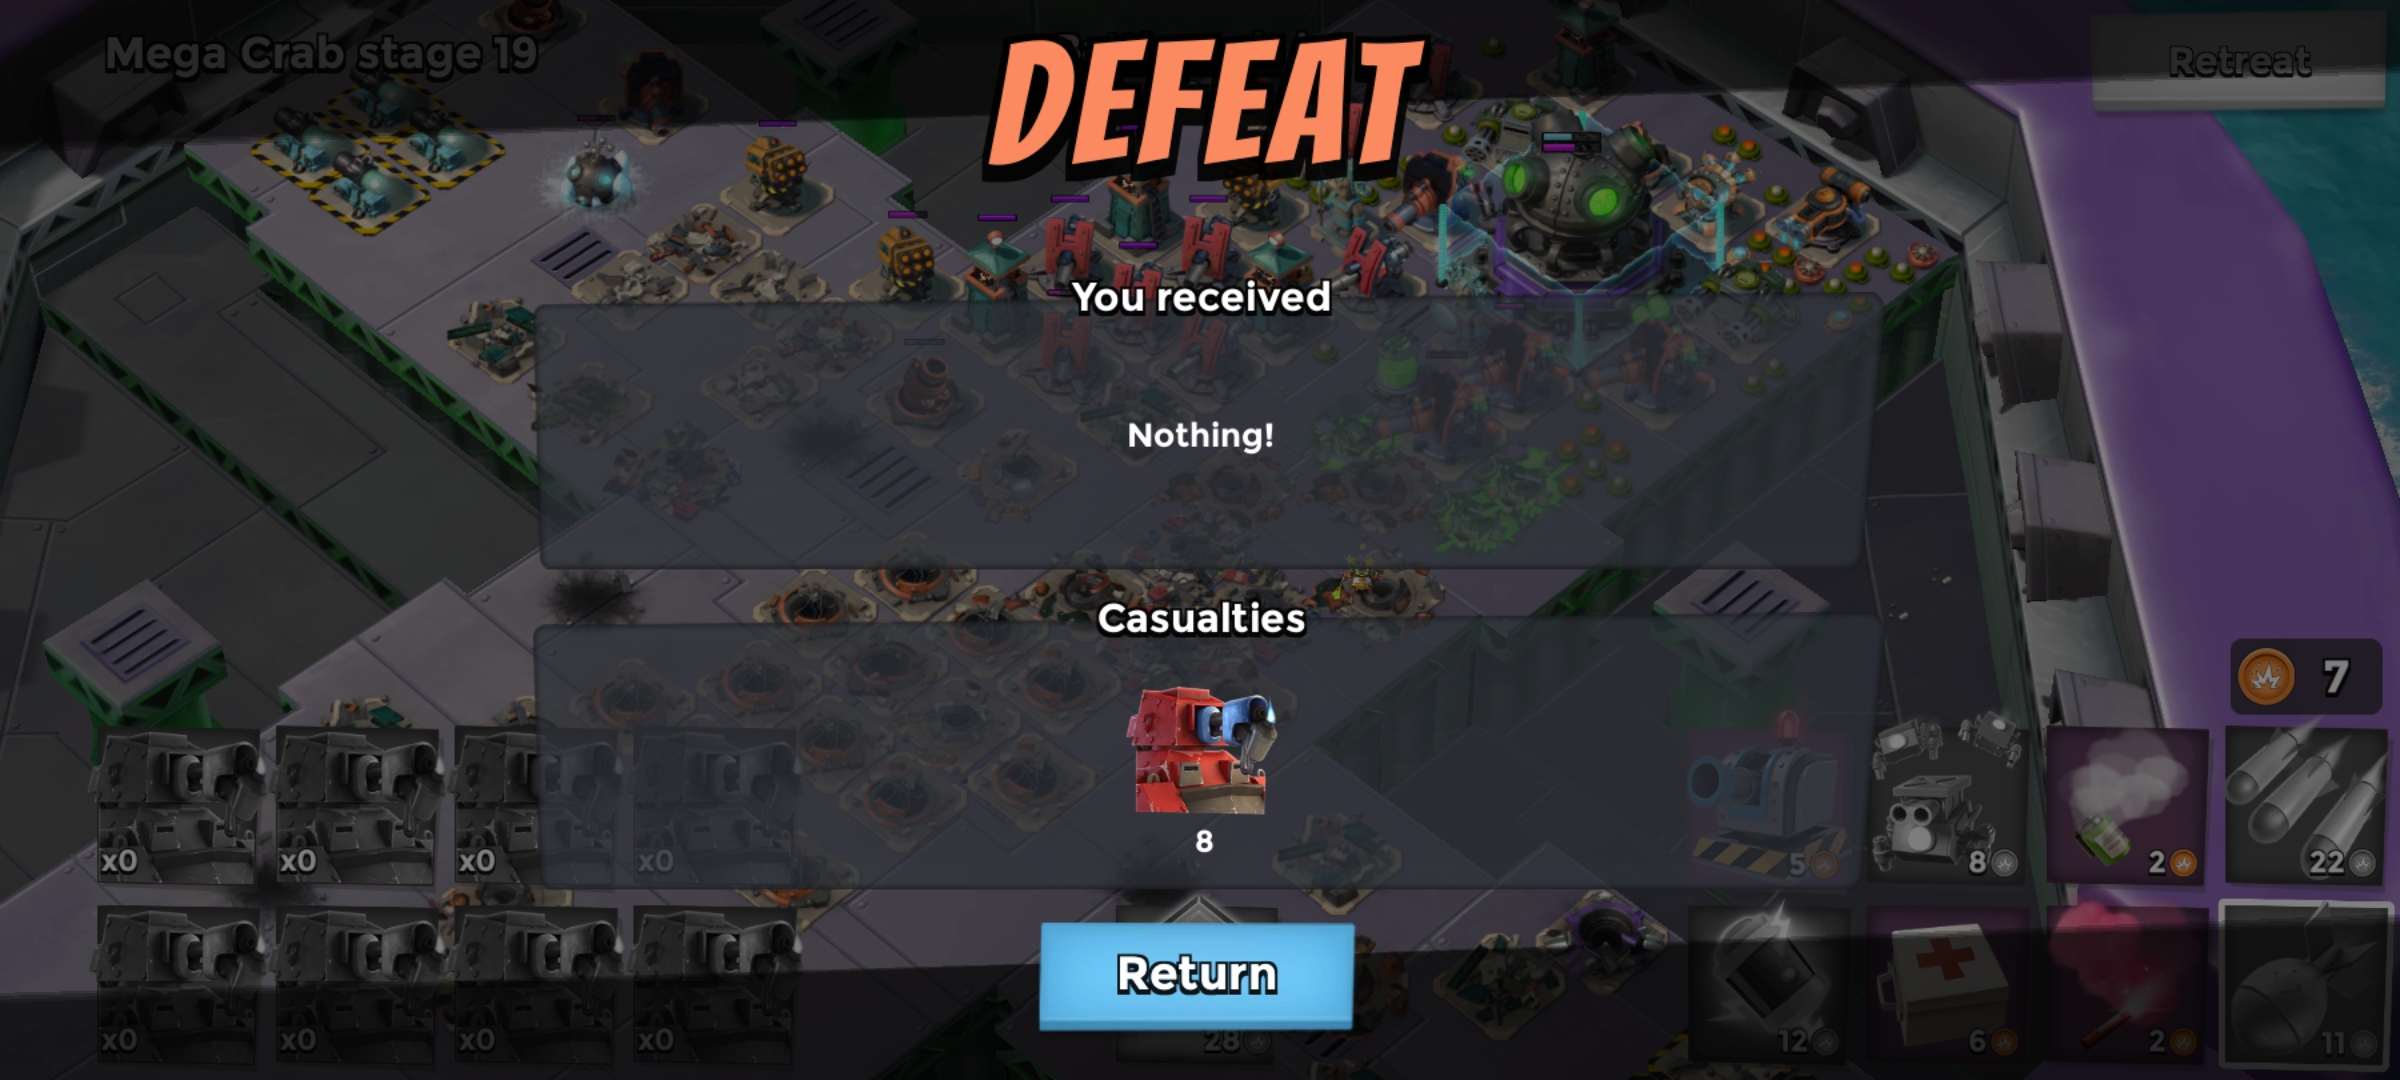 Mega Crab stage 19
DEFEAT
Retreat
You received
Nothing!
Casualties
8
7
x0
x0
x0
x0
5
8
2
22
x0
x0
x0
x0
Return
28
12
6
2
11